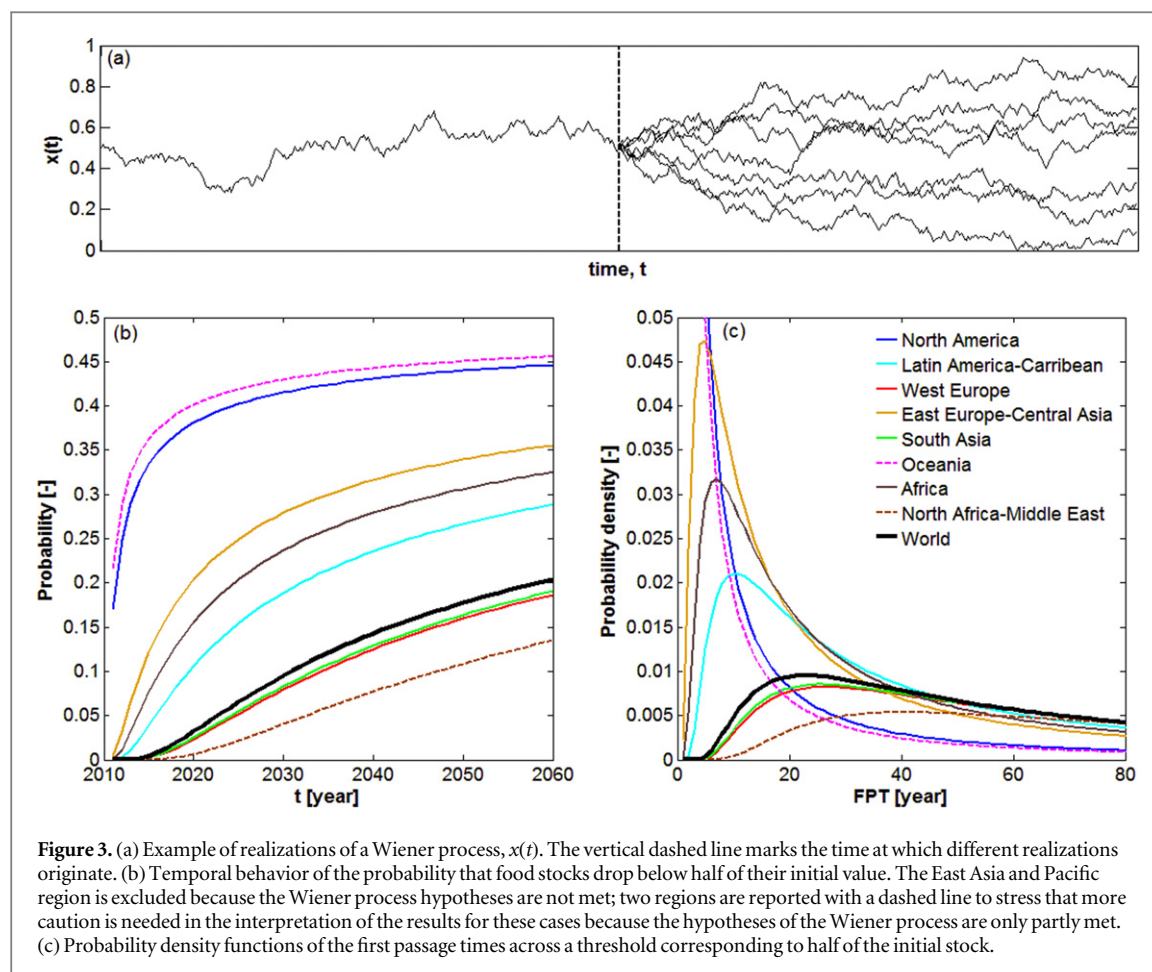 (a)
1
0.8
0.6
0.4
0.2
0
x(t)
time, t
(b)
0.5
0.45
0.4
0.35
0.3
0.25
0.2
0.15
0.1
0.05
0
Probability [-]
2010 2020 2030 2040 2050 2060
t [year]
(c)
0.05
0.045
0.04
0.035
0.03
0.025
0.02
0.015
0.01
0.005
0
Probability density [-]
0 20 40 60 80
FPT [year]
North America
Latin America-Carribean
West Europe
East Europe-Central Asia
South Asia
Oceania
Africa
North Africa-Middle East
World
Figure 3. (a) Example of realizations of a Wiener process, x(t). The vertical dashed line marks the time at which different realizations
originate. (b) Temporal behavior of the probability that food stocks drop below half of their initial value. The East Asia and Pacific
region is excluded because the Wiener process hypotheses are not met; two regions are reported with a dashed line to stress that more
caution is needed in the interpretation of the results for these cases because the hypotheses of the Wiener process are only partly met.
(c) Probability density functions of the first passage times across a threshold corresponding to half of the initial stock.